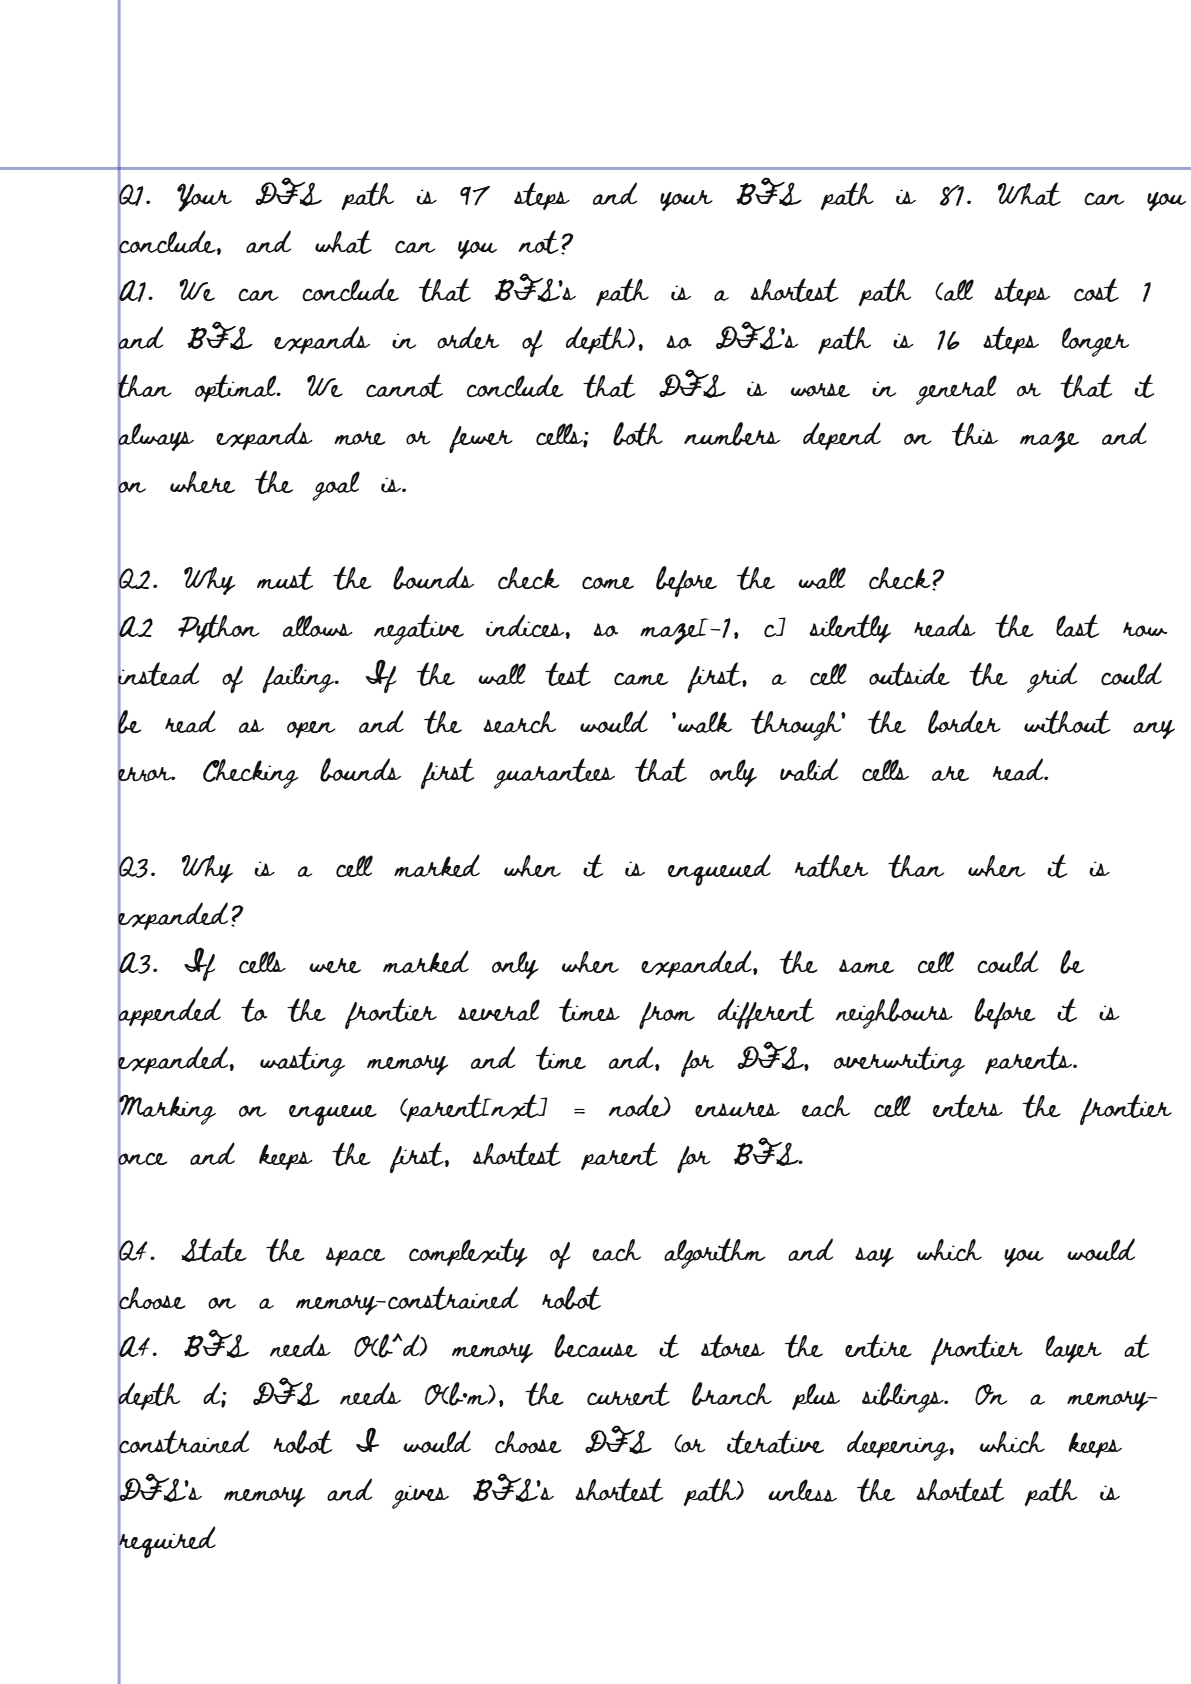 Q1. Your DFS path is 97 steps and your BFS path is 81. What can you
conclude, and what can you not?
A1. We can conclude that BFS's path is a shortest path (all steps cost 1
and BFS expands in order of depth), so DFS's path is 16 steps longer
than optimal. We cannot conclude that DFS is worse in general or that it
always expands more or fewer cells; both numbers depend on this maze and
on where the goal is.
Q2. Why must the bounds check come before the wall check?
A2 Python allows negative indices, so maze[-1, c] silently reads the last row
instead of failing. If the wall test came first, a cell outside the grid could
be read as open and the search would 'walk through' the border without any
error. Checking bounds first guarantees that only valid cells are read.
Q3. Why is a cell marked when it is enqueued rather than when it is
expanded?
A3. If cells were marked only when expanded, the same cell could be
appended to the frontier several times from different neighbours before it is
expanded, wasting memory and time and, for DFS, overwriting parents.
Marking on enqueue (parent[nxt] = node) ensures each cell enters the frontier
once and keeps the first, shortest parent for BFS.
Q4. State the space complexity of each algorithm and say which you would
choose on a memory-constrained robot
A4. BFS needs O(b^d) memory because it stores the entire frontier layer at
depth d; DFS needs O(b·m), the current branch plus siblings. On a memory-
constrained robot I would choose DFS (or iterative deepening, which keeps
DFS's memory and gives BFS's shortest path) unless the shortest path is
required